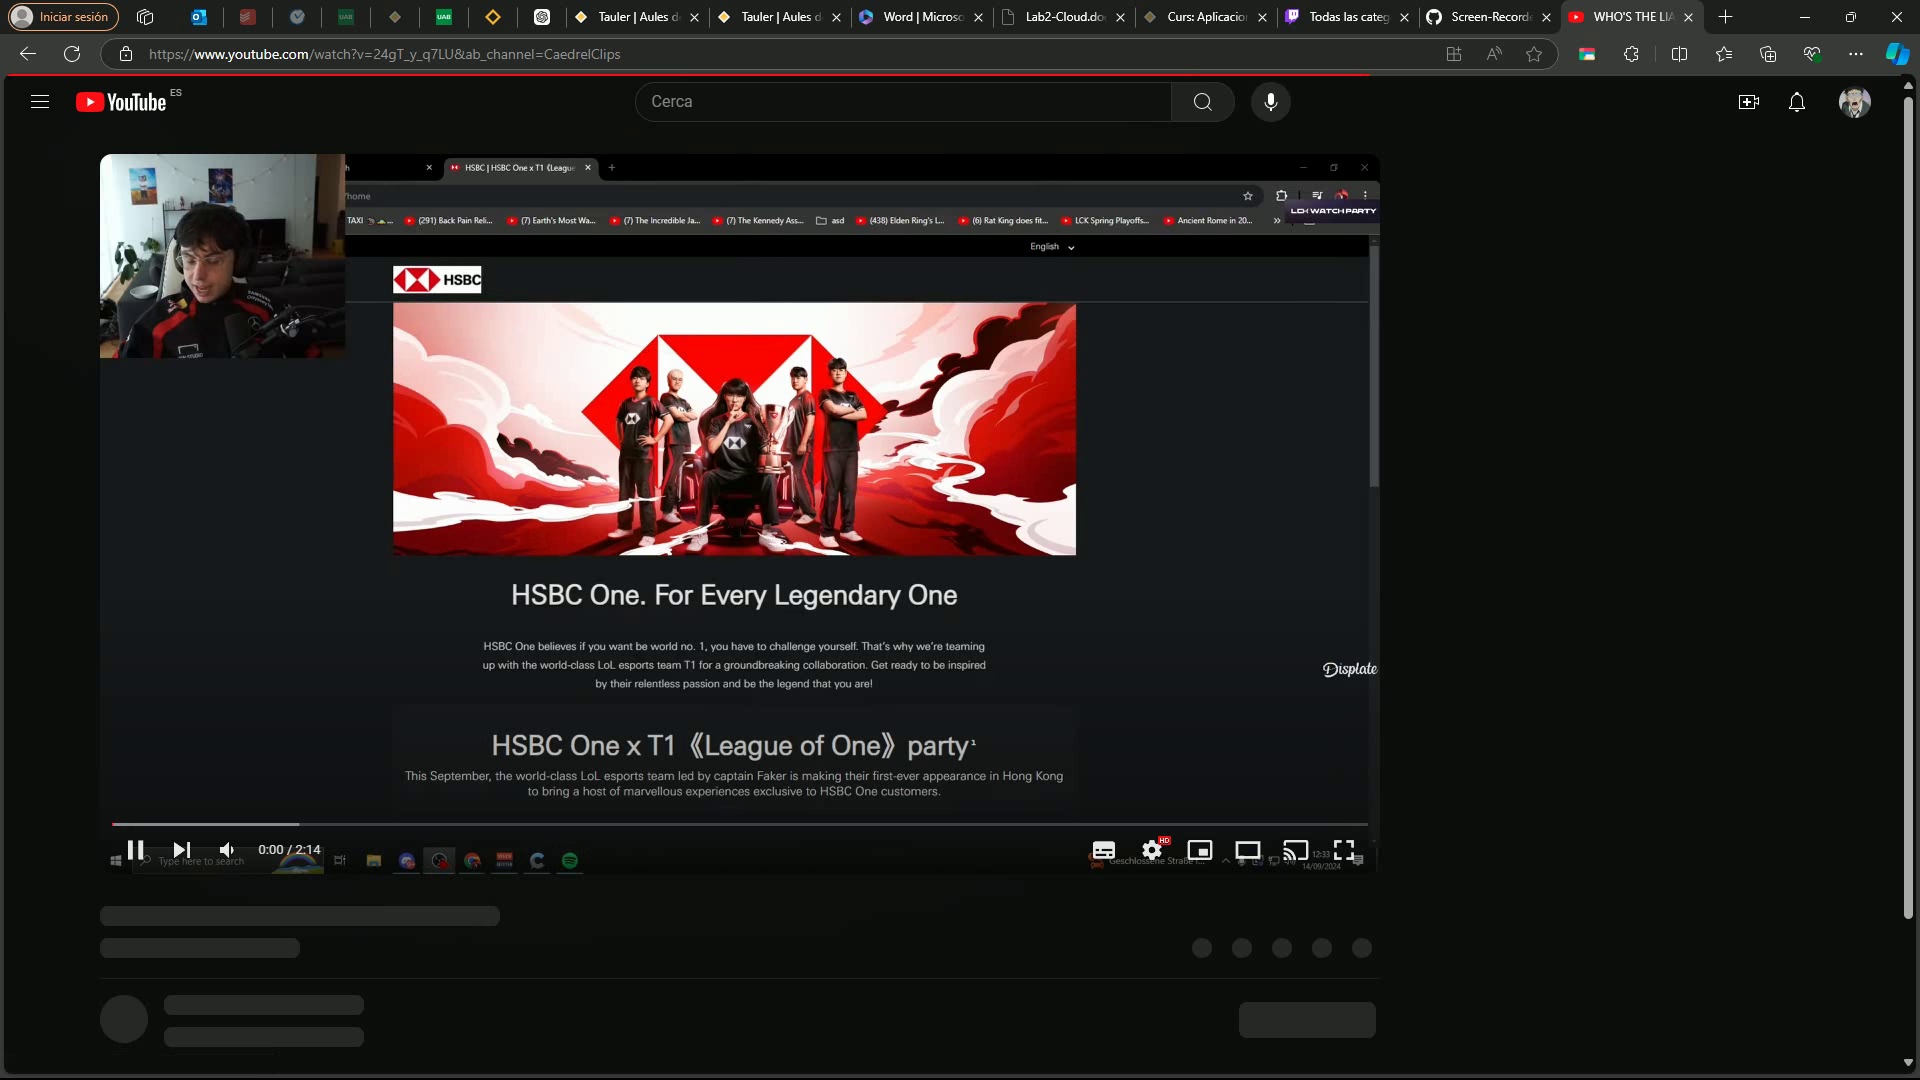 Iniciar sesión
UAB
UAB
Tauler | Aules d
Tauler | Aules d
Word | Microso
Lab2-Cloud.do
Curs: Aplicacion
Todas las categ
Screen-Recorde
WHO'S THE LIA
https://www.youtube.com/watch?v=24gT_y_q7LU&ab_channel=CaedrelClips
YouTube ES
Cerca
HSBC | HSBC One x T1《League
home
TAXI
(291) Back Pain Reli...
(7) Earth's Most Wa...
(7) The Incredible Ja...
(7) The Kennedy Ass...
asd
(438) Elden Ring's L...
(6) Rat King does fit...
LCK Spring Playoffs...
Ancient Rome in 20...
LCK WATCH PARTY
English
HSBC
HSBC One. For Every Legendary One
HSBC One believes if you want be world no. 1, you have to challenge yourself. That's why we're teaming
up with the world-class LoL esports team T1 for a groundbreaking collaboration. Get ready to be inspired
by their relentless passion and be the legend that you are!
Displate
HSBC One x T1《League of One》party¹
This September, the world-class LoL esports team led by captain Faker is making their first-ever appearance in Hong Kong
to bring a host of marvellous experiences exclusive to HSBC One customers.
0:00 / 2:14
HD
Type here to search
Geschlossene Straße
12:33
14/09/2024